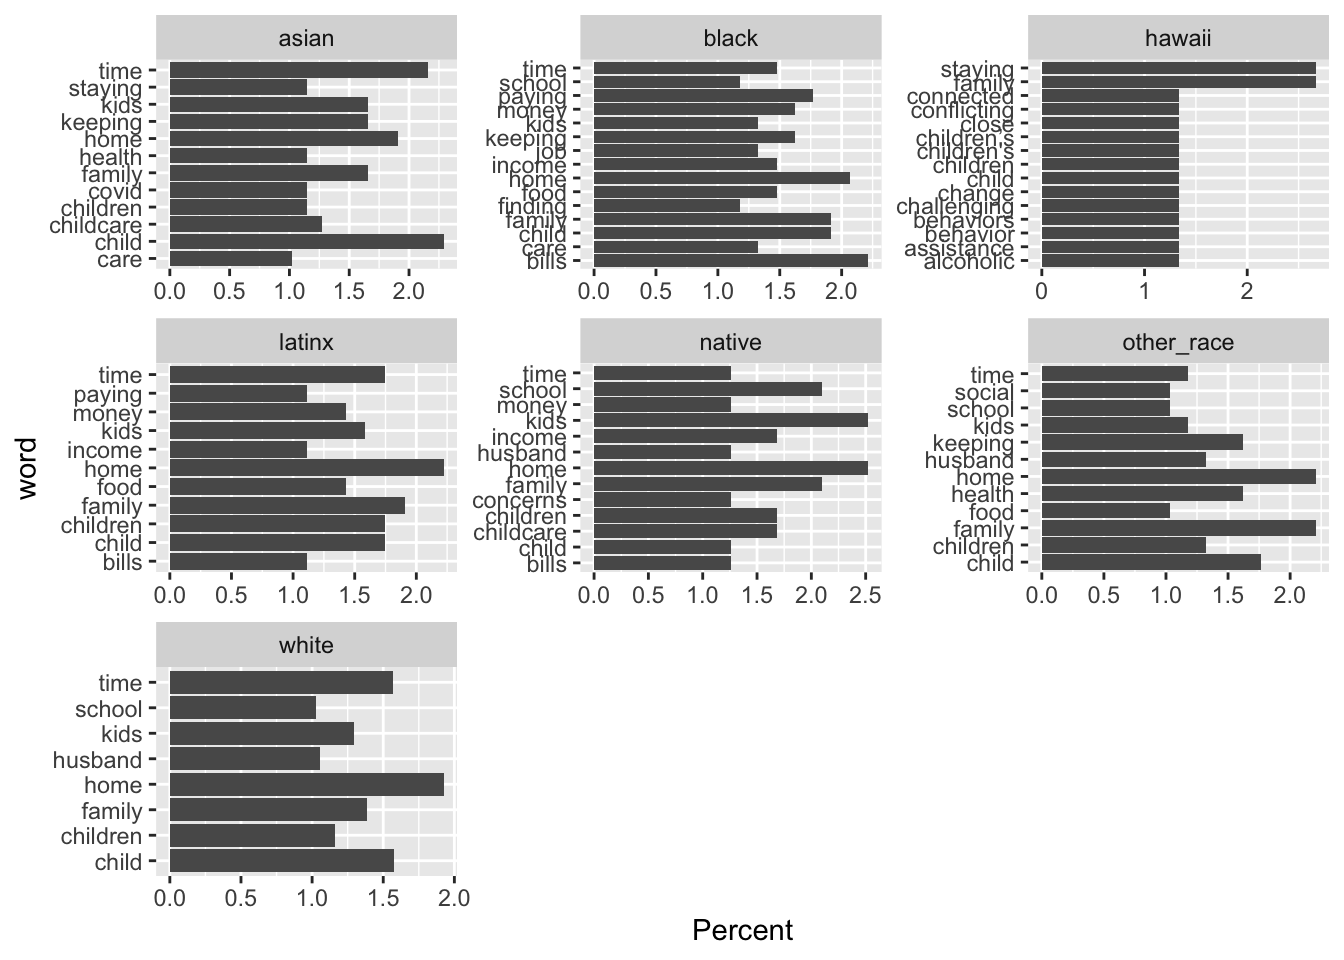 asian
time
staying
kids
keeping
home
health
family
covid
children
childcare
child
care
0.0 0.5 1.0 1.5 2.0
black
time
school
paying
money
kids
keeping
job
income
home
food
finding
family
child
care
bills
0.0 0.5 1.0 1.5 2.0
hawaii
staying
family
connected
conflicting
close
children’s
children's
children
child
change
challenging
behaviors
behavior
assistance
alcoholic
0 1 2
latinx
time
paying
money
kids
income
home
food
family
children
child
bills
0.0 0.5 1.0 1.5 2.0
native
time
school
money
kids
income
husband
home
family
concerns
children
childcare
child
bills
0.0 0.5 1.0 1.5 2.0 2.5
other_race
time
social
school
kids
keeping
husband
home
health
food
family
children
child
0.0 0.5 1.0 1.5 2.0
white
time
school
kids
husband
home
family
children
child
0.0 0.5 1.0 1.5 2.0
word
Percent